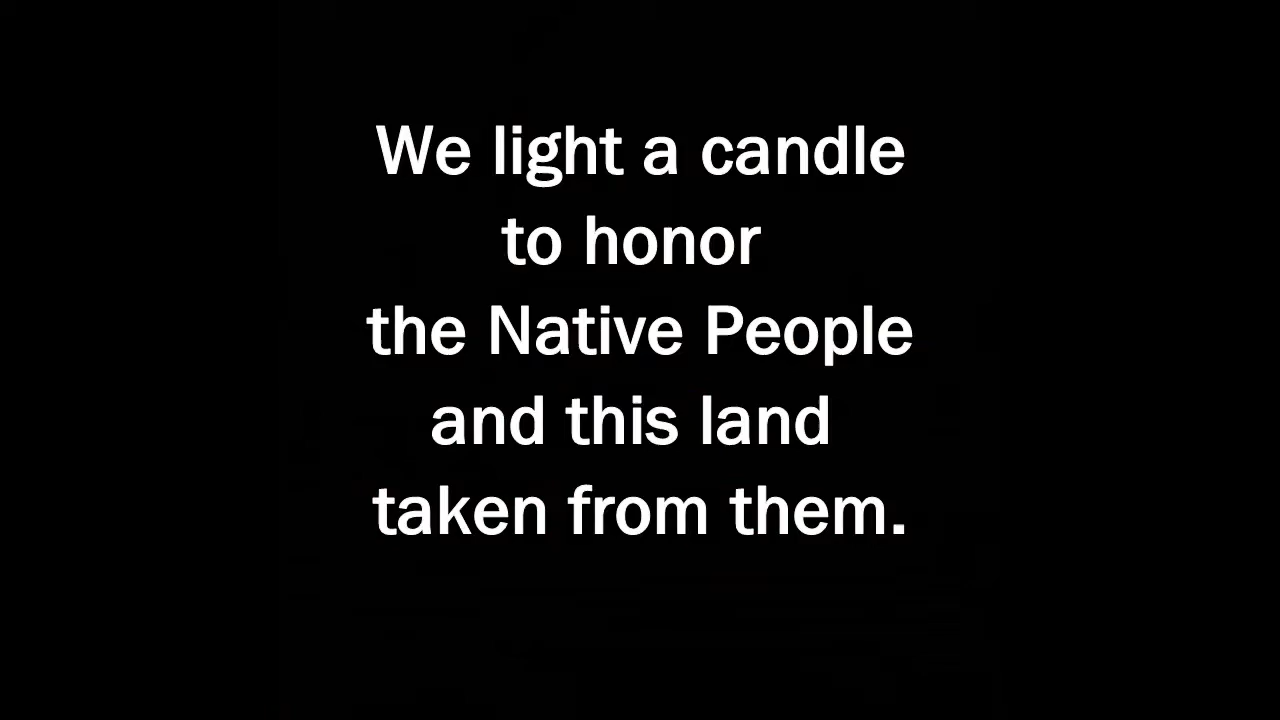 We light a candle
to honor
the Native People
and this land
taken from them.